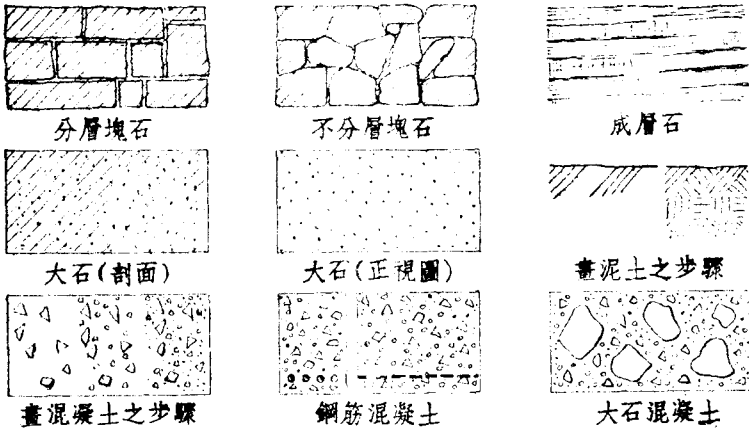 分層塊石
不分層塊石
成層石
大石(剖面)
大石(正視圖)
畫泥土之步驟
畫混凝土之步驟
鋼筋混凝土
大石混凝土